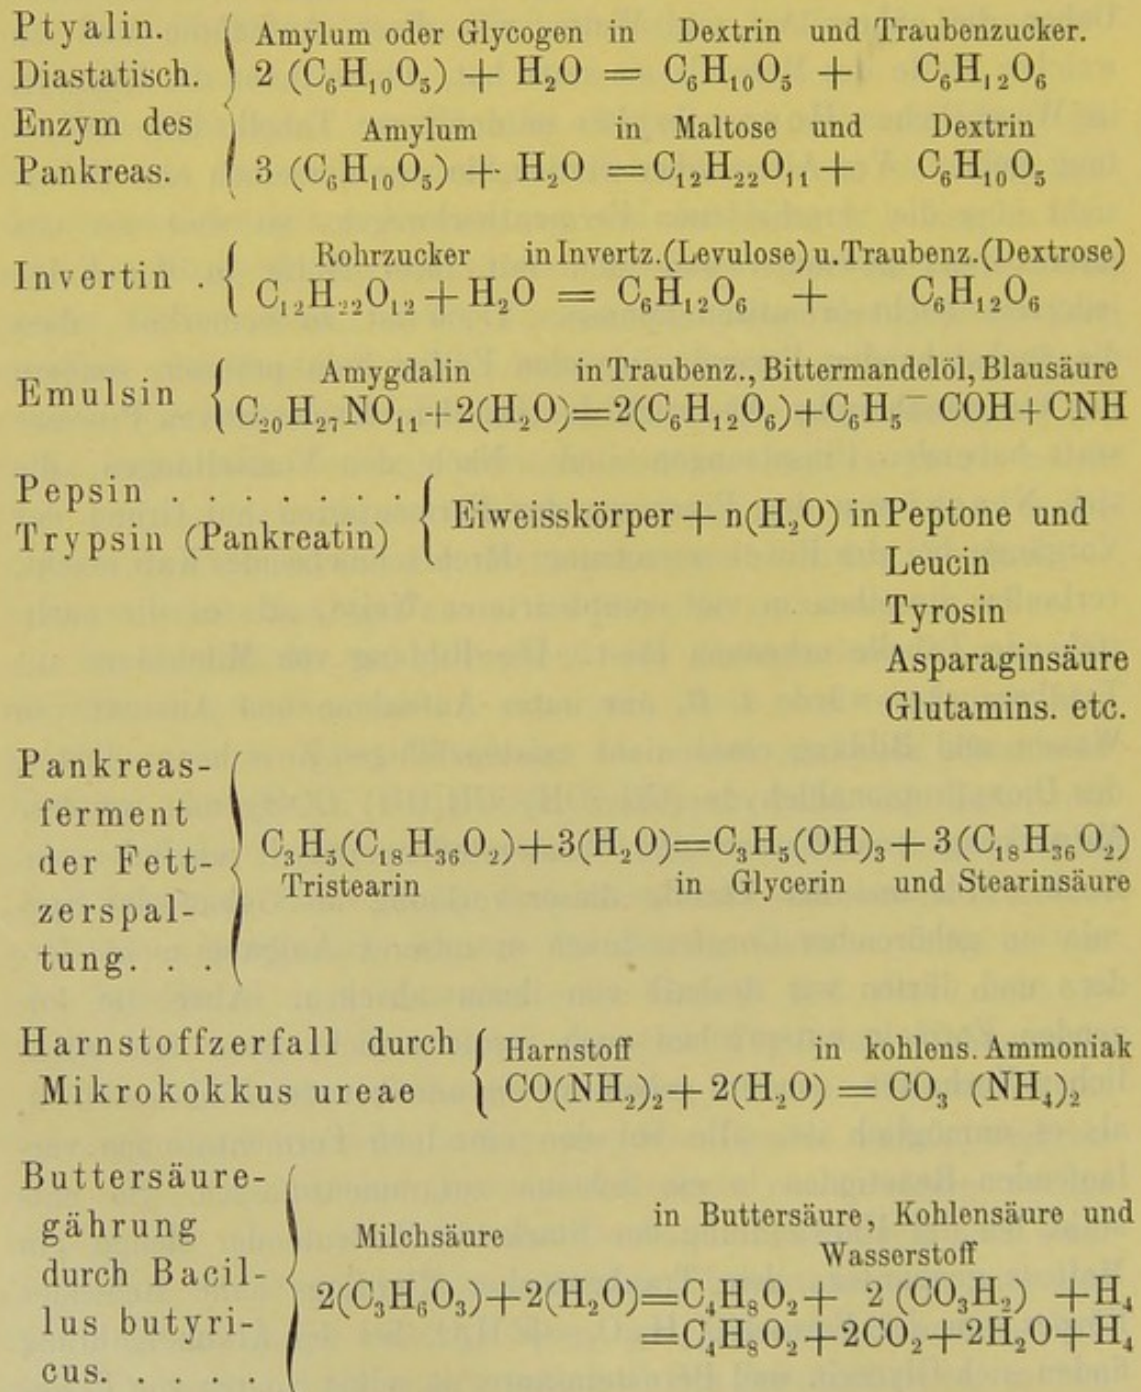 Ptyalin.
Diastatisch.
Enzym des
Pankreas.
Amylum oder Glycogen in Dextrin und Traubenzucker.
2 (C₆H₁₀O₅) + H₂O = C₆H₁₀O₅ + C₆H₁₂O₆
Amylum in Maltose und Dextrin
3 (C₆H₁₀O₅) + H₂O = C₁₂H₂₂O₁₁ + C₆H₁₀O₅
Invertin .
Rohrzucker in Invertz. (Levulose) u. Traubenz. (Dextrose)
C₁₂H₂₂O₁₂ + H₂O = C₆H₁₂O₆ + C₆H₁₂O₆
Emulsin
Amygdalin in Traubenz., Bittermandelöl, Blausäure
C₂₀H₂₇NO₁₁+2(H₂O)=2(C₆H₁₂O₆)+C₆H₅⁻ COH+CNH
Pepsin . . . . . . .
Trypsin (Pankreatin)
Eiweisskörper + n(H₂O) in Peptone und
Leucin
Tyrosin
Asparaginsäure
Glutamins. etc.
Pankreas-
ferment
der Fett-
zerspal-
tung. . .
C₃H₅(C₁₈H₃₆O₂)+3(H₂O)=C₃H₅(OH)₃+3(C₁₈H₃₆O₂)
Tristearin in Glycerin und Stearinsäure
Harnstoffzerfall durch
Mikrokokkus ureae
Harnstoff in kohlens. Ammoniak
CO(NH₂)₂+2(H₂O) = CO₃ (NH₄)₂
Buttersäure-
gährung
durch Bacil-
lus butyri-
cus. . . . .
Milchsäure in Buttersäure, Kohlensäure und
Wasserstoff
2(C₃H₆O₃)+2(H₂O)=C₄H₈O₂+ 2 (CO₃H₂) +H₄
=C₄H₈O₂+2CO₂+2H₂O+H₄